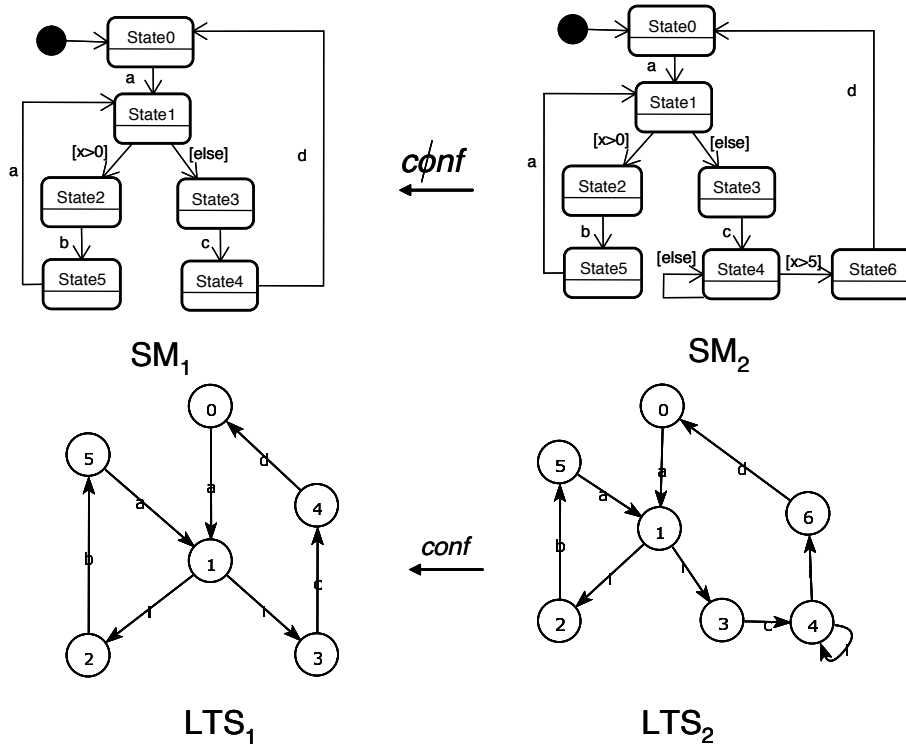 State0
a
State1
[x>0]
[else]
State2
State3
b
c
State5
State4
a
d
SM1
conf
State0
a
State1
[x>0]
[else]
State2
State3
b
c
[else]
State5
State4
[x>5]
State6
a
d
SM2
0
5
d
a
a
4
1
b
c
i
i
2
3
LTS1
conf
0
5
d
a
a
6
1
b
i
i
i
2
3
c
4
i
LTS2